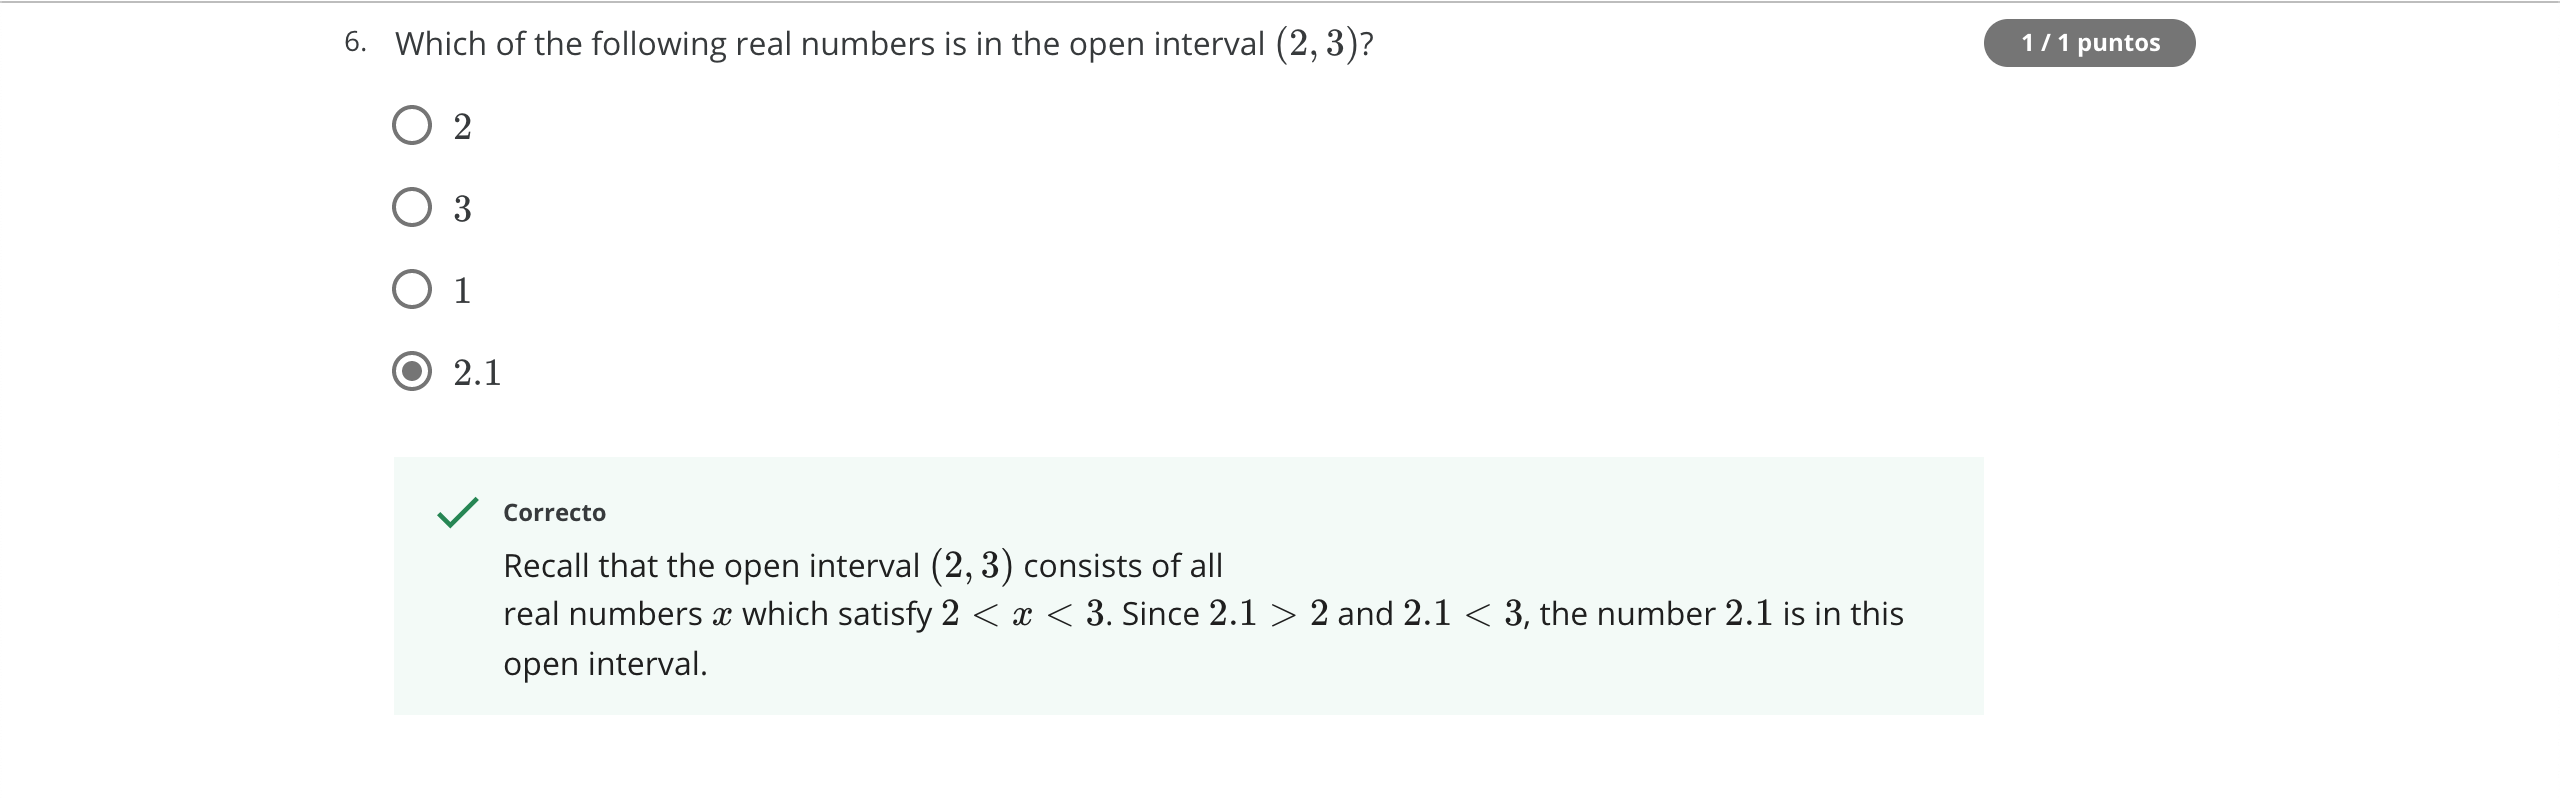 6. Which of the following real numbers is in the open interval (2, 3)?
1 / 1 puntos
2
3
1
2.1
Correcto
Recall that the open interval (2, 3) consists of all
real numbers x which satisfy 2 < x < 3. Since 2.1 > 2 and 2.1 < 3, the number 2.1 is in this
open interval.